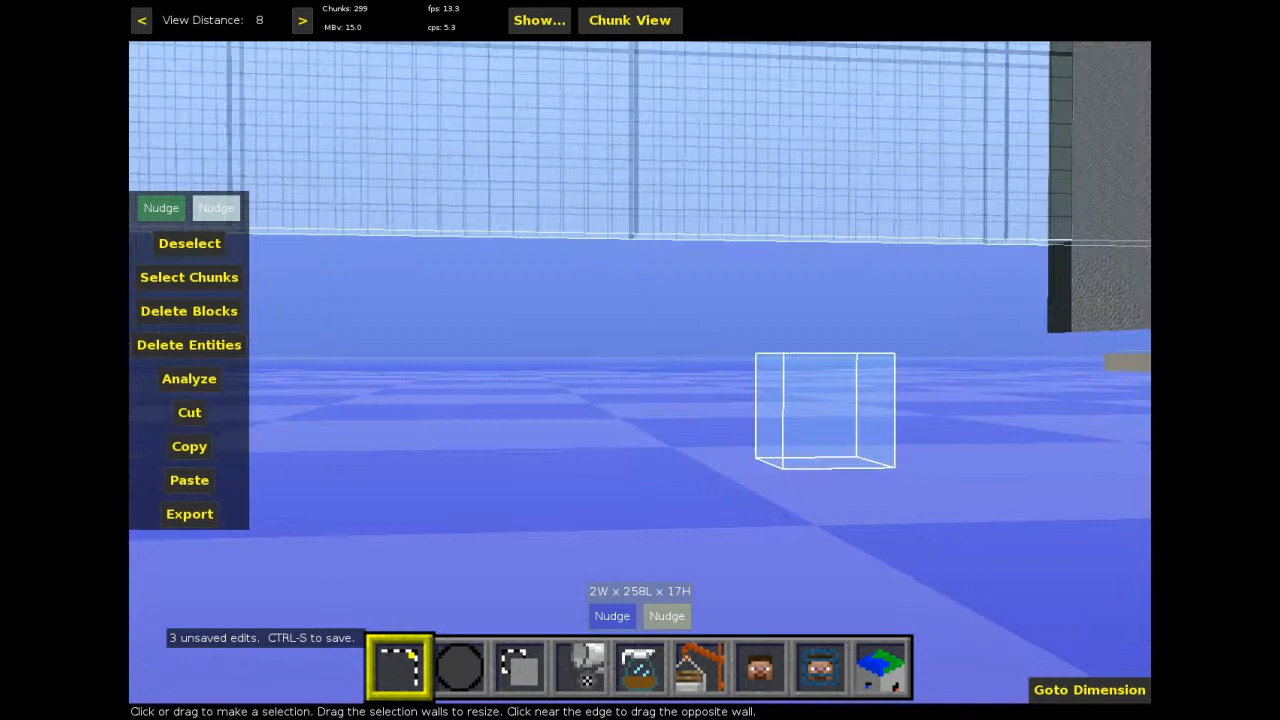 < View Distance: 8 >
Chunks: 299
MBv: 15.0
fps: 13.3
cps: 5.3
Show...
Chunk View
Nudge Nudge
Deselect
Select Chunks
Delete Blocks
Delete Entities
Analyze
Cut
Copy
Paste
Export
2W x 258L x 17H
Nudge Nudge
3 unsaved edits. CTRL-S to save.
Goto Dimension
Click or drag to make a selection. Drag the selection walls to resize. Click near the edge to drag the opposite wall.